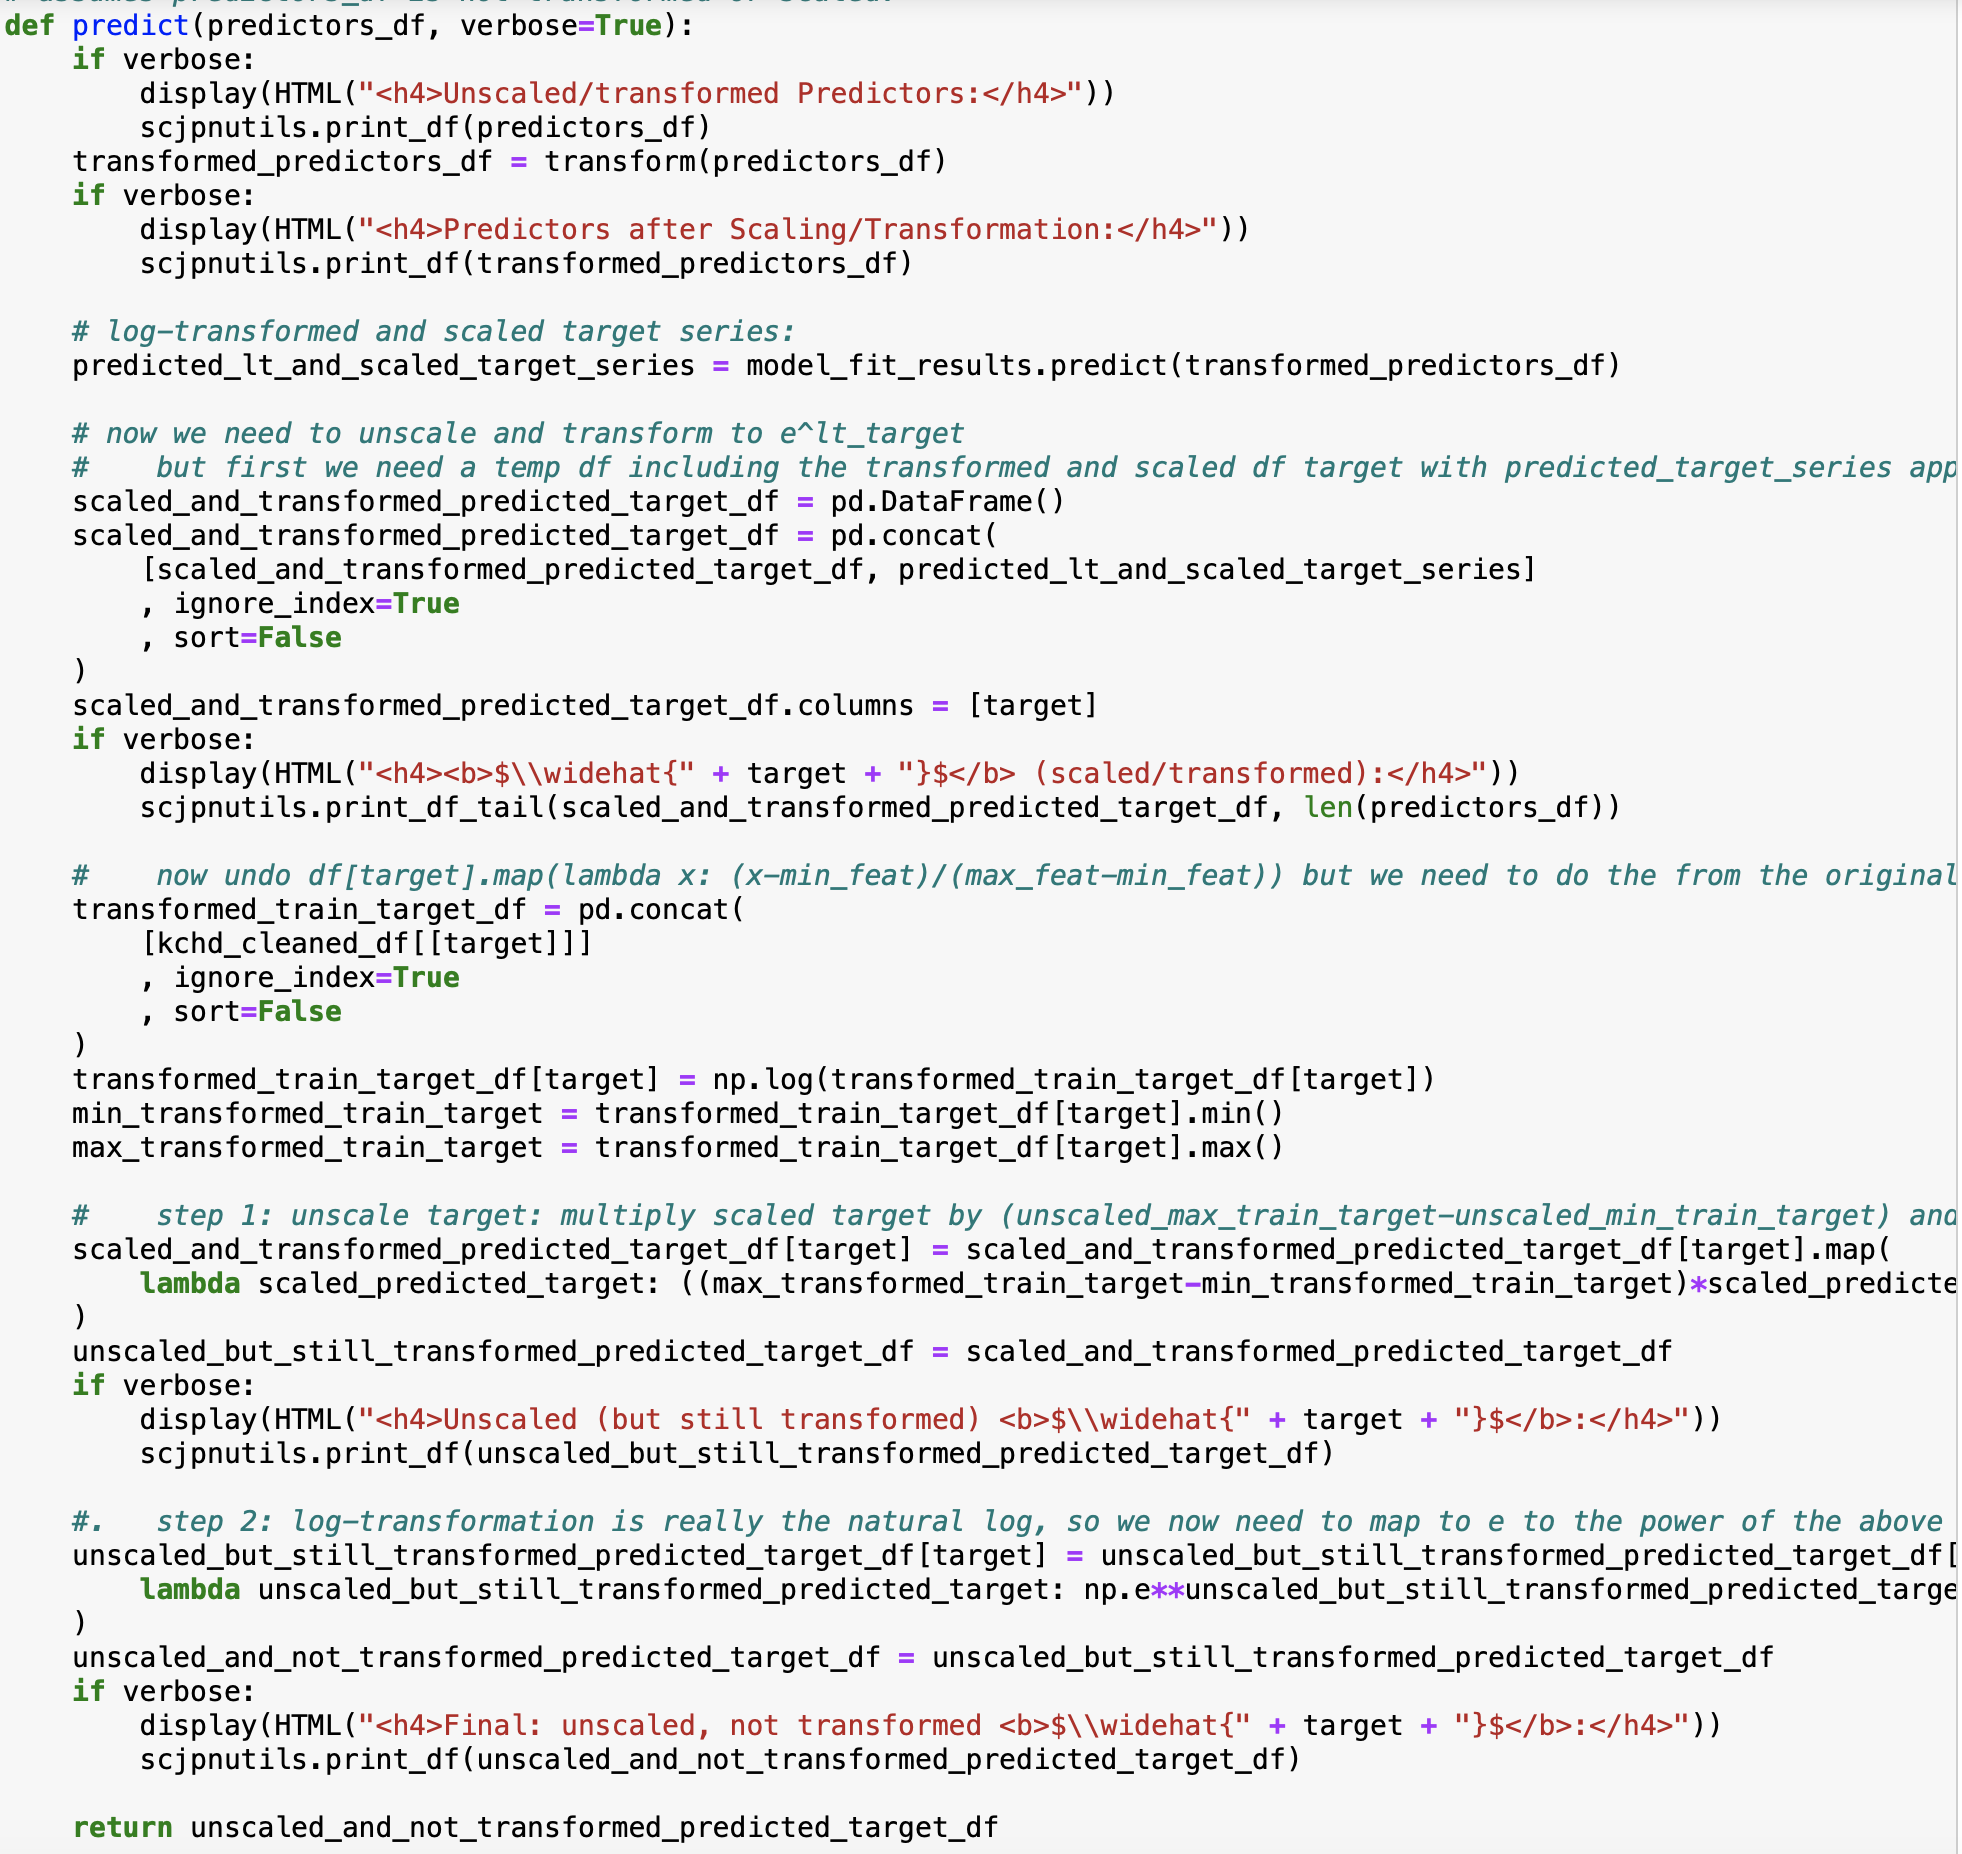 # assumes predictors_df is not transformed or scaled.
def predict(predictors_df, verbose=True):
    if verbose:
        display(HTML("<h4>Unscaled/transformed Predictors:</h4>"))
        scjpnutils.print_df(predictors_df)
    transformed_predictors_df = transform(predictors_df)
    if verbose:
        display(HTML("<h4>Predictors after Scaling/Transformation:</h4>"))
        scjpnutils.print_df(transformed_predictors_df)
    # log-transformed and scaled target series:
    predicted_lt_and_scaled_target_series = model_fit_results.predict(transformed_predictors_df)
    # now we need to unscale and transform to e^lt_target
    #    but first we need a temp df including the transformed and scaled df target with predicted_target_series app
    scaled_and_transformed_predicted_target_df = pd.DataFrame()
    scaled_and_transformed_predicted_target_df = pd.concat(
        [scaled_and_transformed_predicted_target_df, predicted_lt_and_scaled_target_series]
        , ignore_index=True
        , sort=False
    )
    scaled_and_transformed_predicted_target_df.columns = [target]
    if verbose:
        display(HTML("<h4><b>$\\widehat{" + target + "}$</b> (scaled/transformed):</h4>"))
        scjpnutils.print_df_tail(scaled_and_transformed_predicted_target_df, len(predictors_df))
    #    now undo df[target].map(lambda x: (x-min_feat)/(max_feat-min_feat)) but we need to do the from the original
    transformed_train_target_df = pd.concat(
        [kchd_cleaned_df[[target]]]
        , ignore_index=True
        , sort=False
    )
    transformed_train_target_df[target] = np.log(transformed_train_target_df[target])
    min_transformed_train_target = transformed_train_target_df[target].min()
    max_transformed_train_target = transformed_train_target_df[target].max()
    #    step 1: unscale target: multiply scaled target by (unscaled_max_train_target-unscaled_min_train_target) and
    scaled_and_transformed_predicted_target_df[target] = scaled_and_transformed_predicted_target_df[target].map(
        lambda scaled_predicted_target: ((max_transformed_train_target-min_transformed_train_target)*scaled_predicte
    )
    unscaled_but_still_transformed_predicted_target_df = scaled_and_transformed_predicted_target_df
    if verbose:
        display(HTML("<h4>Unscaled (but still transformed) <b>$\\widehat{" + target + "}$</b>:</h4>"))
        scjpnutils.print_df(unscaled_but_still_transformed_predicted_target_df)
    #.   step 2: log-transformation is really the natural log, so we now need to map to e to the power of the above
    unscaled_but_still_transformed_predicted_target_df[target] = unscaled_but_still_transformed_predicted_target_df[
        lambda unscaled_but_still_transformed_predicted_target: np.e**unscaled_but_still_transformed_predicted_targe
    )
    unscaled_and_not_transformed_predicted_target_df = unscaled_but_still_transformed_predicted_target_df
    if verbose:
        display(HTML("<h4>Final: unscaled, not transformed <b>$\\widehat{" + target + "}$</b>:</h4>"))
        scjpnutils.print_df(unscaled_and_not_transformed_predicted_target_df)
    return unscaled_and_not_transformed_predicted_target_df